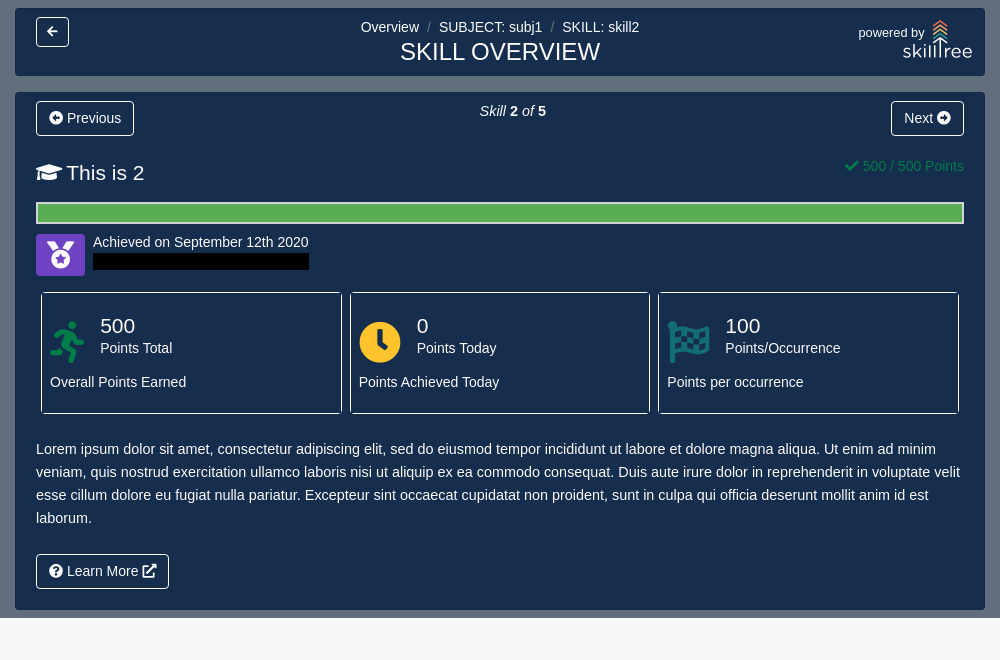 Overview / SUBJECT: subj1 / SKILL: skill2
SKILL OVERVIEW
powered by
skilltree
Previous
Skill 2 of 5
Next
This is 2
500 / 500 Points
Achieved on September 12th 2020
500
Points Total
Overall Points Earned
0
Points Today
Points Achieved Today
100
Points/Occurrence
Points per occurrence
Lorem ipsum dolor sit amet, consectetur adipiscing elit, sed do eiusmod tempor incididunt ut labore et dolore magna aliqua. Ut enim ad minim
veniam, quis nostrud exercitation ullamco laboris nisi ut aliquip ex ea commodo consequat. Duis aute irure dolor in reprehenderit in voluptate velit
esse cillum dolore eu fugiat nulla pariatur. Excepteur sint occaecat cupidatat non proident, sunt in culpa qui officia deserunt mollit anim id est
laborum.
Learn More